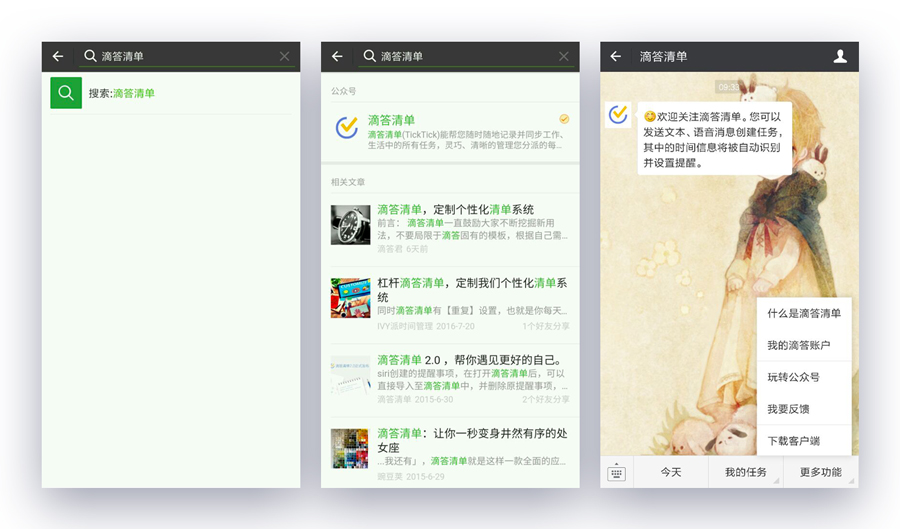 滴答清单
搜索:滴答清单
滴答清单
公众号
滴答清单
滴答清单(TickTick)能帮您随时随地记录并同步工作、
生活中的所有任务，灵巧、清晰的管理您分派的每...
相关文章
滴答清单，定制个性化清单系统
前言： 滴答清单一直鼓励大家不断挖掘新用
法，不要局限于滴答固有的模板，根据自己需...
滴答君 6天前
杠杆滴答清单，定制我们个性化清单系
统
同时滴答清单有【重复】设置，也就是你每天...
IVY派时间管理 2016-7-20 1个好友分享
滴答清单 2.0 ，帮你遇见更好的自己。
siri创建的提醒事项，在打开滴答清单后，可以
直接导入至滴答清单中，并删除原提醒事项，...
滴答清单 2015-6-30 2个好友分享
滴答清单：让你一秒变身井然有序的处
女座
...我还有」，滴答清单就是这样一款全面的应...
豌豆荚 2015-6-29
滴答清单
09:33
欢迎关注滴答清单。您可以
发送文本、语音消息创建任务，
其中的时间信息将被自动识别
并设置提醒。
什么是滴答清单
我的滴答账户
玩转公众号
我要反馈
下载客户端
今天
我的任务
更多功能